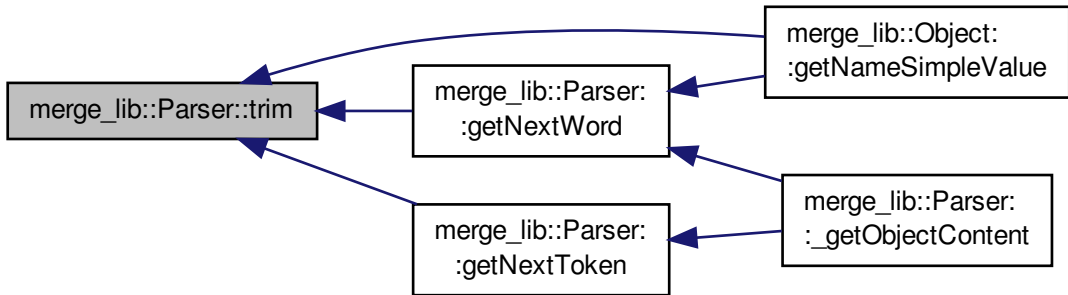 merge_lib::Parser::trim
merge_lib::Object:
:getNameSimpleValue
merge_lib::Parser:
:getNextWord
merge_lib::Parser:
:_getObjectContent
merge_lib::Parser:
:getNextToken